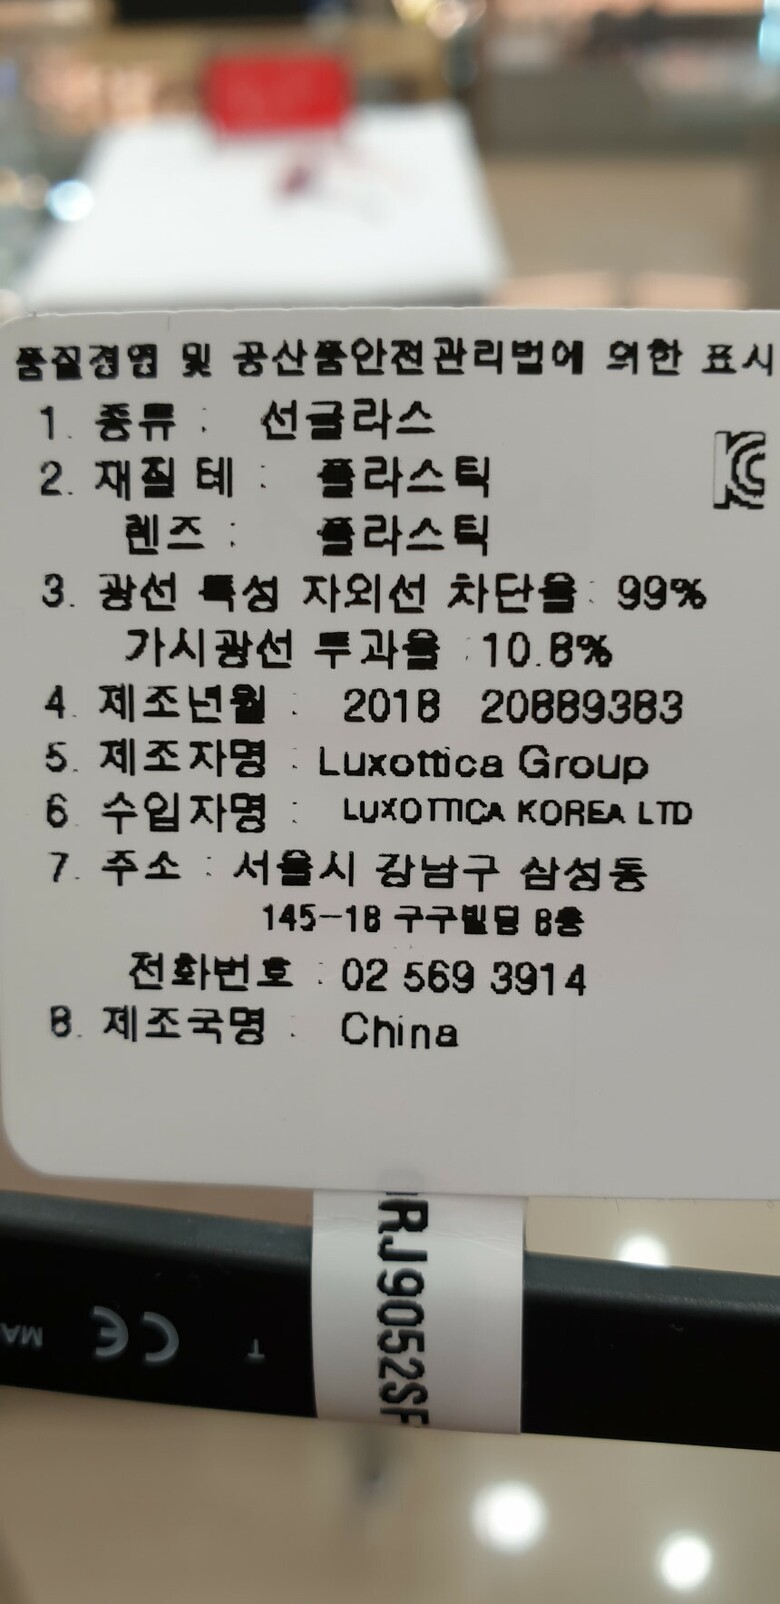 품질경영 및 공산품안전관리법에 의한 표시
1. 종류 : 선글라스
2. 재질 테 : 플라스틱
렌즈 : 플라스틱
3. 광선 특성 자외선 차단율 : 99%
가시광선 투과율 : 10.8%
4. 제조년월 : 2018 20889383
5. 제조자명 : Luxottica Group
6. 수입자명 : LUXOTTICA KOREA LTD
7. 주소 : 서울시 강남구 삼성동
145-18 구구빌딩 8층
전화번호 : 02 569 3914
8. 제조국명 : China
RJ9052SF
CE
T